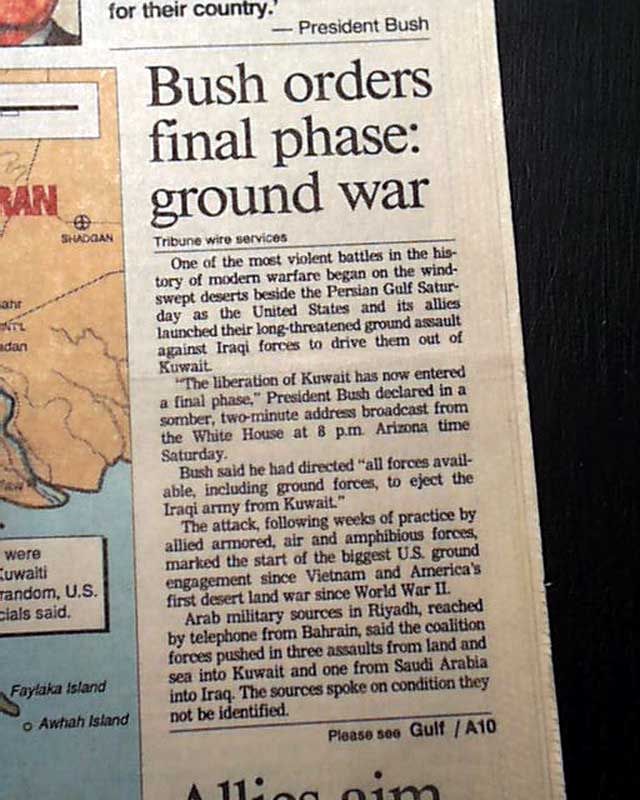 for their country.'
— President Bush
Bush orders
final phase:
ground war
Tribune wire services
One of the most violent battles in the his-
tory of modern warfare began on the wind-
swept deserts beside the Persian Gulf Satur-
day as the United States and its allies
launched their long-threatened ground assault
against Iraqi forces to drive them out of
Kuwait.
"The liberation of Kuwait has now entered
a final phase," President Bush declared in a
somber, two-minute address broadcast from
the White House at 8 p.m. Arizona time
Saturday.
Bush said he had directed "all forces avail-
able, including ground forces, to eject the
Iraqi army from Kuwait."
The attack, following weeks of practice by
allied armored, air and amphibious forces,
marked the start of the biggest U.S. ground
engagement since Vietnam and America's
first desert land war since World War II.
Arab military sources in Riyadh, reached
by telephone from Bahrain, said the coalition
forces pushed in three assaults from land and
sea into Kuwait and one from Saudi Arabia
into Iraq. The sources spoke on condition they
not be identified.
Please see Gulf / A10
Allies aim
RAN
SHADGAN
ahr
INT'L
adan
were
Kuwaiti
random, U.S.
cials said.
Faylaka Island
Awhah Island